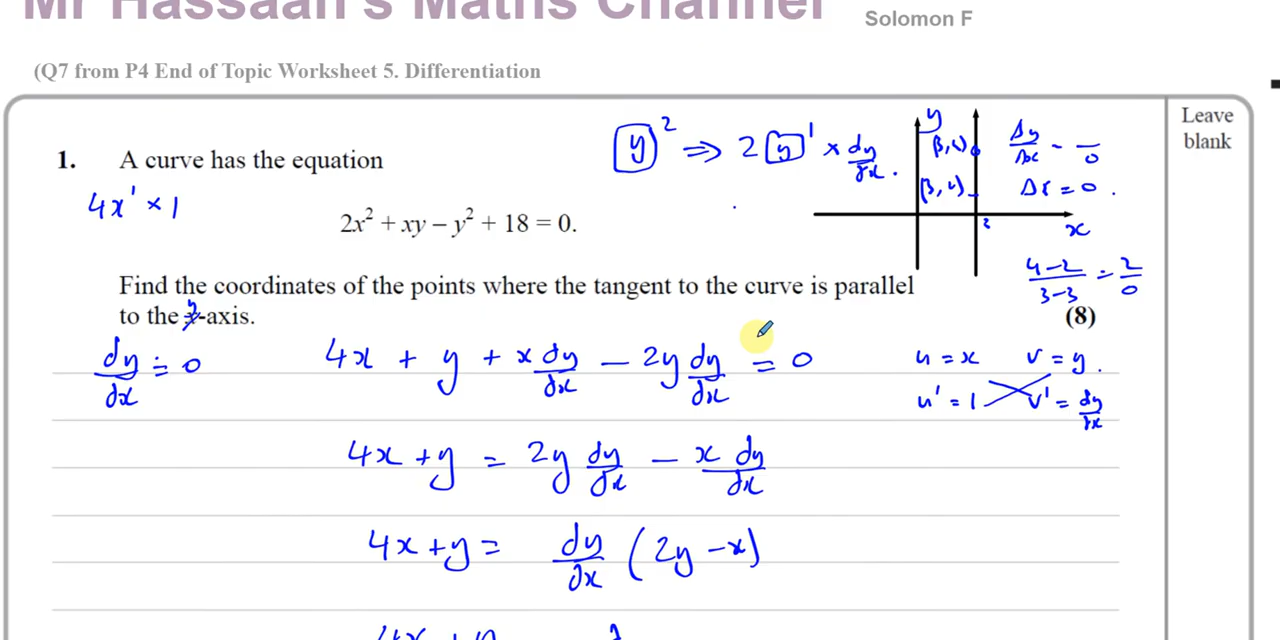 Mr Hassaan's Maths Channel
Solomon F
(Q7 from P4 End of Topic Worksheet 5. Differentiation
Leave
blank
1. A curve has the equation
(y)² ⇒ 2(y)¹ × dy/dx.
y
Δy/Δx = —/0
Δx = 0.
x
4-2/3-3 = 2/0
4x¹ × 1
2x² + xy – y² + 18 = 0.
Find the coordinates of the points where the tangent to the curve is parallel
to the y-axis.
(8)
dy/dx = 0
4x + y + x dy/dx - 2y dy/dx = 0
u = x v = y.
u' = 1 v' = dy/dx
4x + y = 2y dy/dx - x dy/dx
4x + y = dy/dx (2y - x)